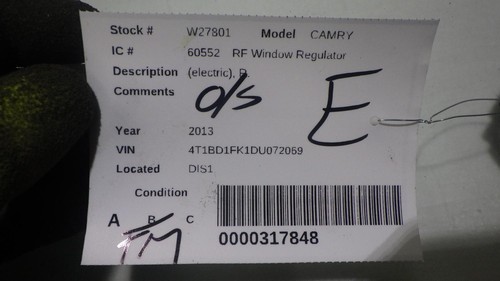 Stock # W27801 Model CAMRY
IC # 60552 RF Window Regulator
Description (electric), R.
Comments o/s E
Year 2013
VIN 4T1BD1FK1DU072069
Located DIS1
Condition
A B C
TM
0000317848